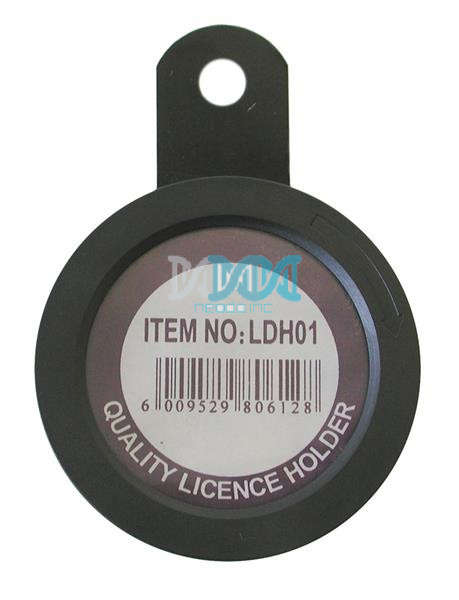 ITEM NO: LDH01
6 009529 806128
QUALITY LICENCE HOLDER